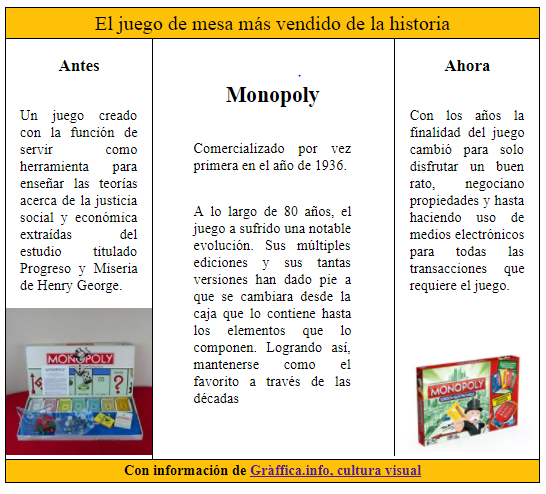 El juego de mesa más vendido de la historia
Antes
Un juego creado
con la función de
servir como
herramienta para
enseñar las teorías
acerca de la justicia
social y económica
extraídas del
estudio titulado
Progreso y Miseria
de Henry George.
MONOPOLY
Monopoly
Comercializado por vez
primera en el año de 1936.
A lo largo de 80 años, el
juego a sufrido una notable
evolución. Sus múltiples
ediciones y sus tantas
versiones han dado pie a
que se cambiara desde la
caja que lo contiene hasta
los elementos que lo
componen. Logrando así,
mantenerse como el
favorito a través de las
décadas
Ahora
Con los años la
finalidad del juego
cambió para solo
disfrutar un buen
rato, negociano
propiedades y hasta
haciendo uso de
medios electrónicos
para todas las
transacciones que
requiere el juego.
MONOPOLY
Con información de Gràffica.info, cultura visual